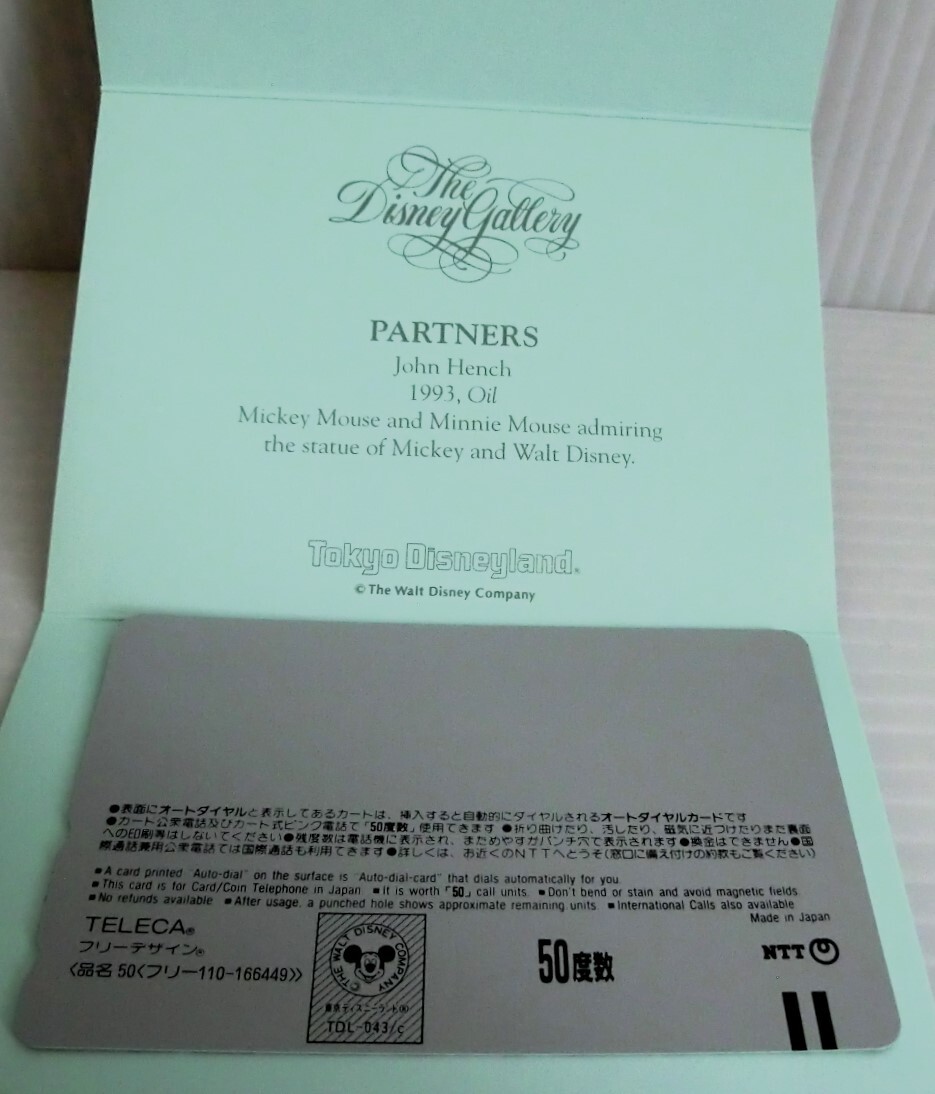 The
Disney Gallery
PARTNERS
John Hench
1993, Oil
Mickey Mouse and Minnie Mouse admiring
the statue of Mickey and Walt Disney.
Tokyo Disneyland®
© The Walt Disney Company
●表面にオートダイヤルと表示してあるカードは、挿入すると自動的にダイヤルされるオートダイヤルカードです
●カード公衆電話及びカード式ピンク電話で「50度数」使用できます ●折り曲げたり、汚したり、磁気に近づけたりまた裏面
への印刷等はしないでください●残度数は電話機に表示され、まためやすがパンチ穴で表示されます●換金はできません●国
際通話兼用公衆電話では国際通話も利用できます●詳しくは、お近くのNTTへどうぞ(窓口に備え付けの約款もご覧ください)
■A card printed "Auto-dial" on the surface is "Auto-dial-card" that dials automatically for you.
■This card is for Card/Coin Telephone in Japan ■It is worth「50」call units. ■Don't bend or stain and avoid magnetic fields
■No refunds available ■After usage, a punched hole shows approximate remaining units. ■International Calls also available
Made in Japan
TELECA®
フリーデザイン®
〈品名 50〈フリー110-166449〉〉
©THE WALT DISNEY COMPANY
東京ディズニーランド(R)
TDL-043/c
50度数
NTT